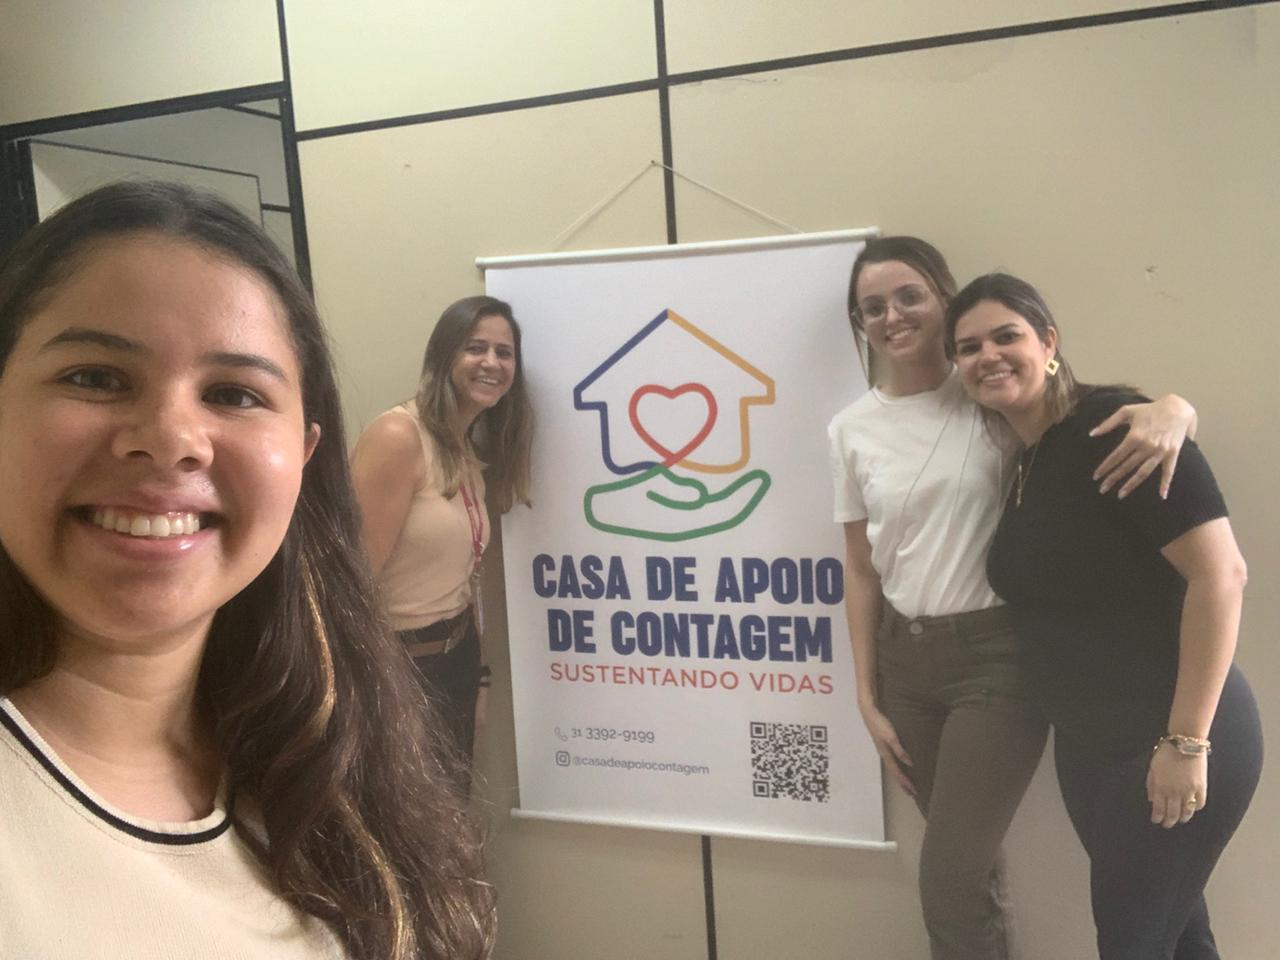 CASA DE APOIO
DE CONTAGEM
SUSTENTANDO VIDAS
31 3392-9199
@casadeapoiocontagem